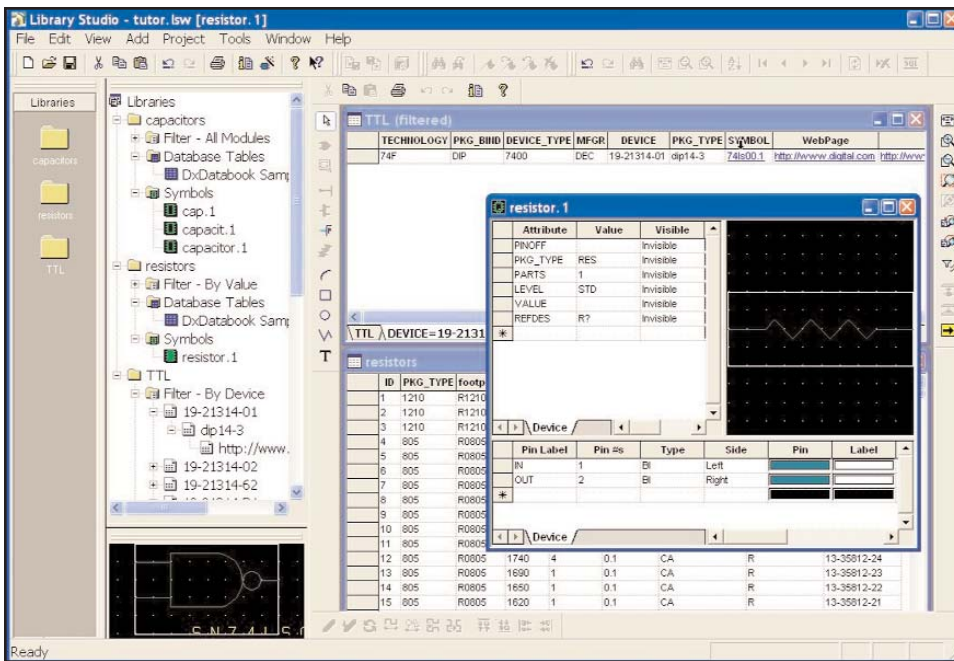 Library Studio - tutor.lsw [resistor.1]
File Edit View Add Project Tools Window Help
Libraries
capacitors
resistors
TTL
Libraries
capacitors
Filter - All Modules
Database Tables
DxDatabook Samp
Symbols
cap.1
capacit.1
capacitor.1
resistors
Filter - By Value
Database Tables
DxDatabook Samp
Symbols
resistor.1
TTL
Filter - By Device
19-21314-01
dip14-3
http://www.
19-21314-02
19-21314-62
TTL (filtered)
TECHNOLOGY PKG_BIND DEVICE_TYPE MFGR DEVICE PKG_TYPE SYMBOL WebPage
74F DIP 7400 DEC 19-21314-01 dip14-3 74ls00.1 http://www.digital.com http://www
TTL DEVICE=19-2131
resistor.1
Attribute Value Visible
PINOFF Invisible
PKG_TYPE RES Invisible
PARTS 1 Invisible
LEVEL STD Invisible
VALUE Invisible
REFDES R? Invisible
Device
Pin Label Pin #s Type Side Pin Label
IN 1 BI Left
OUT 2 BI Right
Device
resistors
ID PKG_TYPE footp
1 1210 R1210
2 1210 R1210
3 1210 R1210
4 805 R0805
5 805 R0805
6 805 R0805
7 805 R0805
8 805 R0805
9 805 R0805
10 805 R0805
11 805 R0805
12 805 R0805 1740 4 0.1 CA R 13-35812-24
13 805 R0805 1690 1 0.1 CA R 13-35812-23
14 805 R0805 1650 1 0.1 CA R 13-35812-22
15 805 R0805 1620 1 0.1 CA R 13-35812-21
Ready